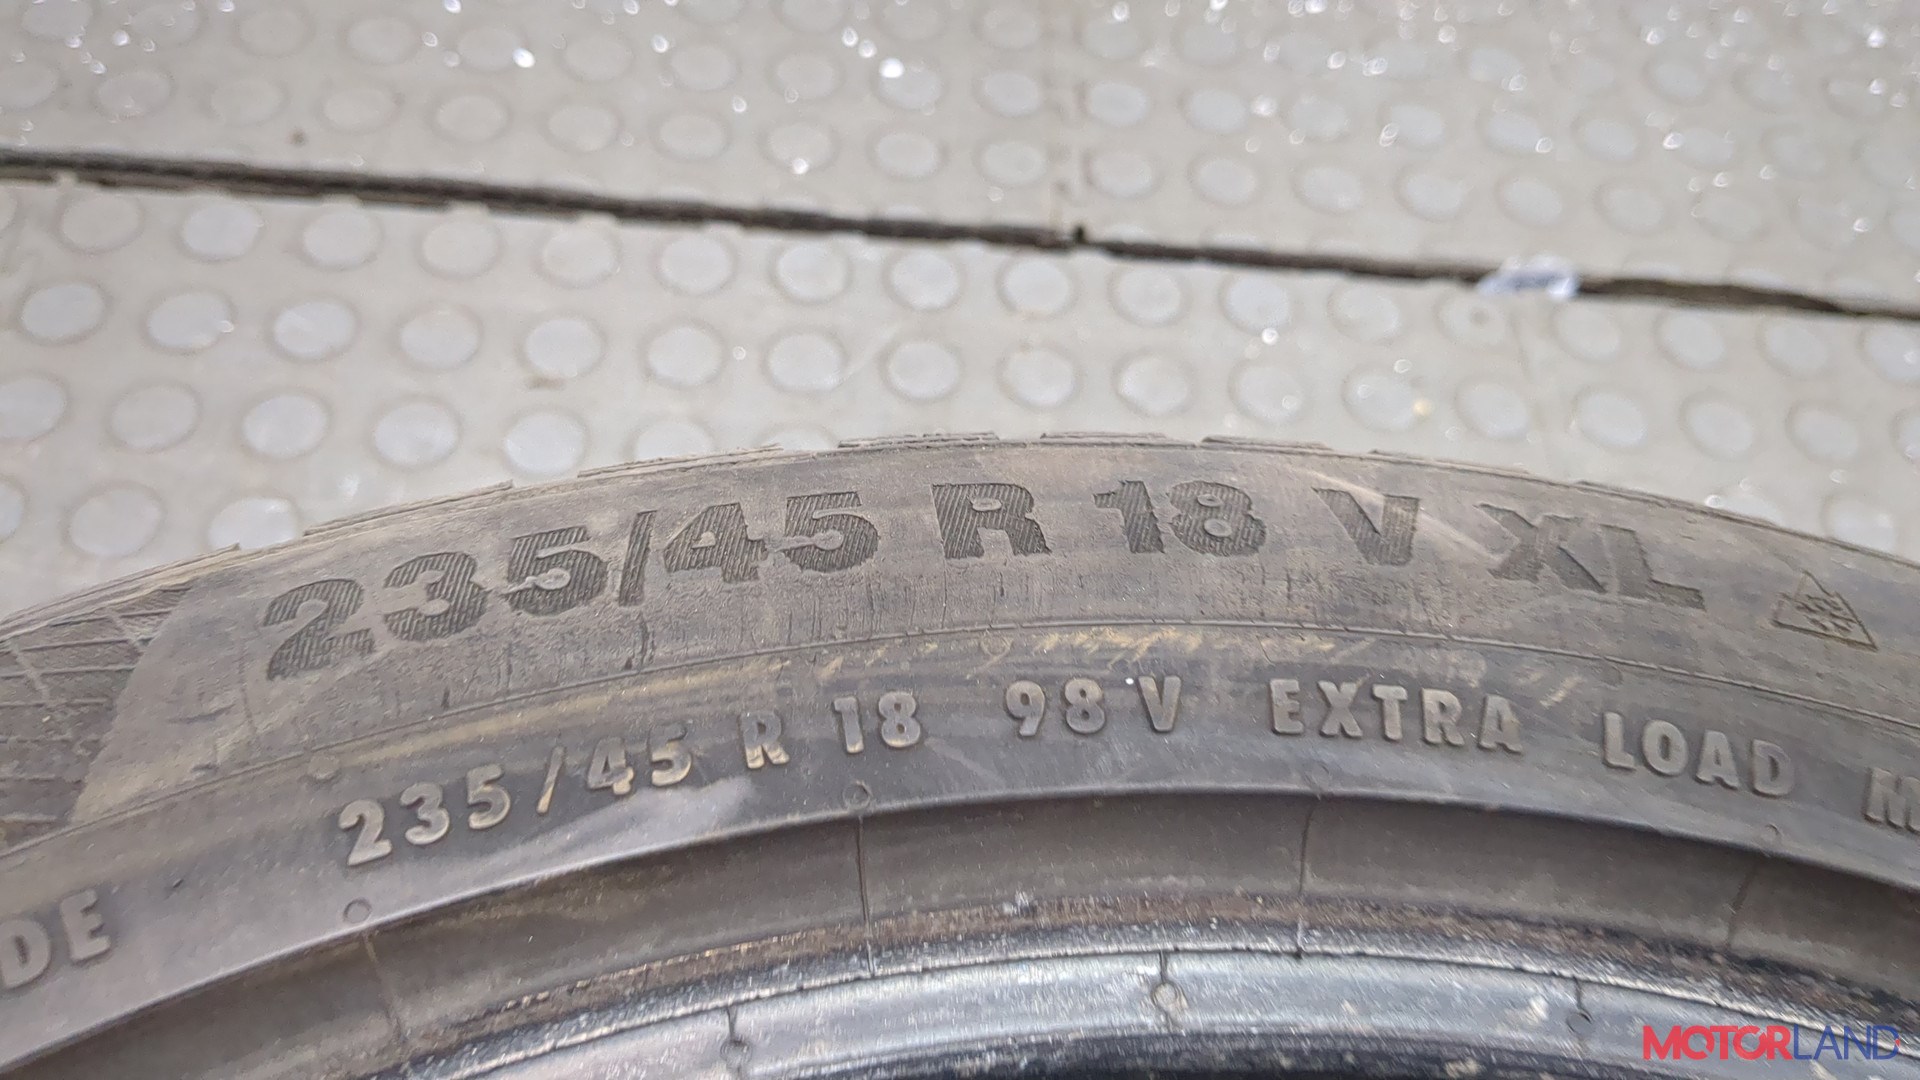 235/45 R 18 V XL
235/45 R 18 98 V EXTRA LOAD
DE
MOTORLAND